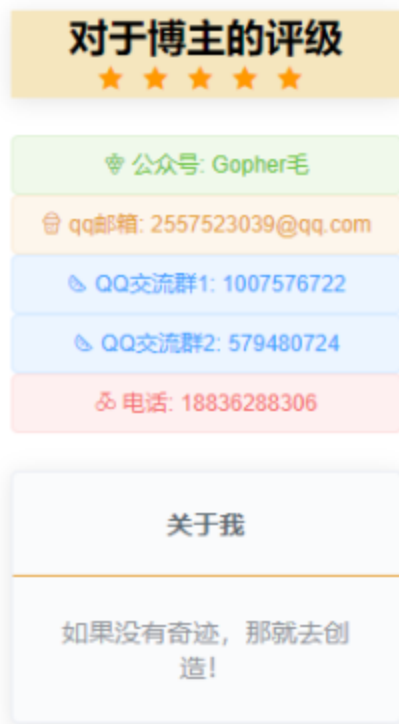 对于博主的评级
公众号: Gopher毛
qq邮箱: 2557523039@qq.com
QQ交流群1: 1007576722
QQ交流群2: 579480724
电话: 18836288306
关于我
如果没有奇迹，那就去创
造！